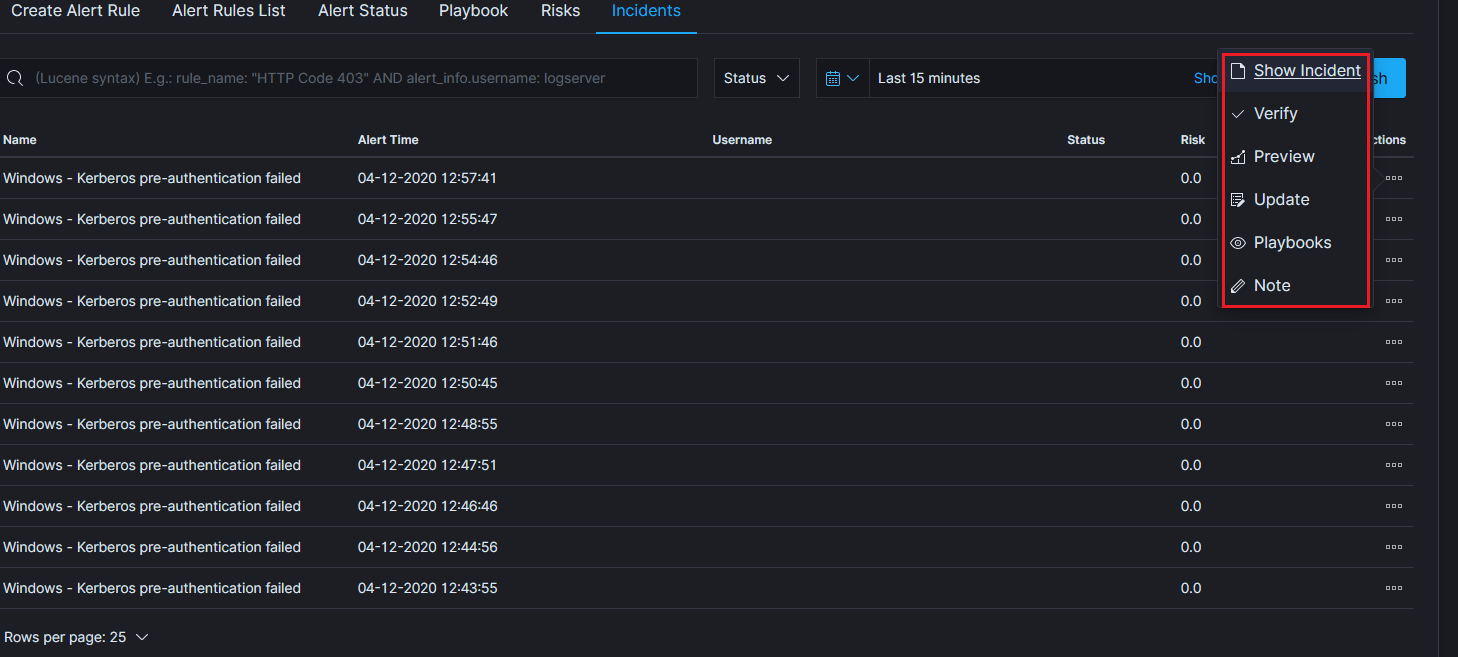 Create Alert Rule Alert Rules List Alert Status Playbook Risks Incidents
(Lucene syntax) E.g.: rule_name: "HTTP Code 403" AND alert_info.username: logserver Status Last 15 minutes
Show Incident
Verify
Preview
Update
Playbooks
Note
Name Alert Time Username Status Risk
Windows - Kerberos pre-authentication failed 04-12-2020 12:57:41 0.0
Windows - Kerberos pre-authentication failed 04-12-2020 12:55:47 0.0
Windows - Kerberos pre-authentication failed 04-12-2020 12:54:46 0.0
Windows - Kerberos pre-authentication failed 04-12-2020 12:52:49 0.0
Windows - Kerberos pre-authentication failed 04-12-2020 12:51:46 0.0
Windows - Kerberos pre-authentication failed 04-12-2020 12:50:45 0.0
Windows - Kerberos pre-authentication failed 04-12-2020 12:48:55 0.0
Windows - Kerberos pre-authentication failed 04-12-2020 12:47:51 0.0
Windows - Kerberos pre-authentication failed 04-12-2020 12:46:46 0.0
Windows - Kerberos pre-authentication failed 04-12-2020 12:44:56 0.0
Windows - Kerberos pre-authentication failed 04-12-2020 12:43:55 0.0
Rows per page: 25